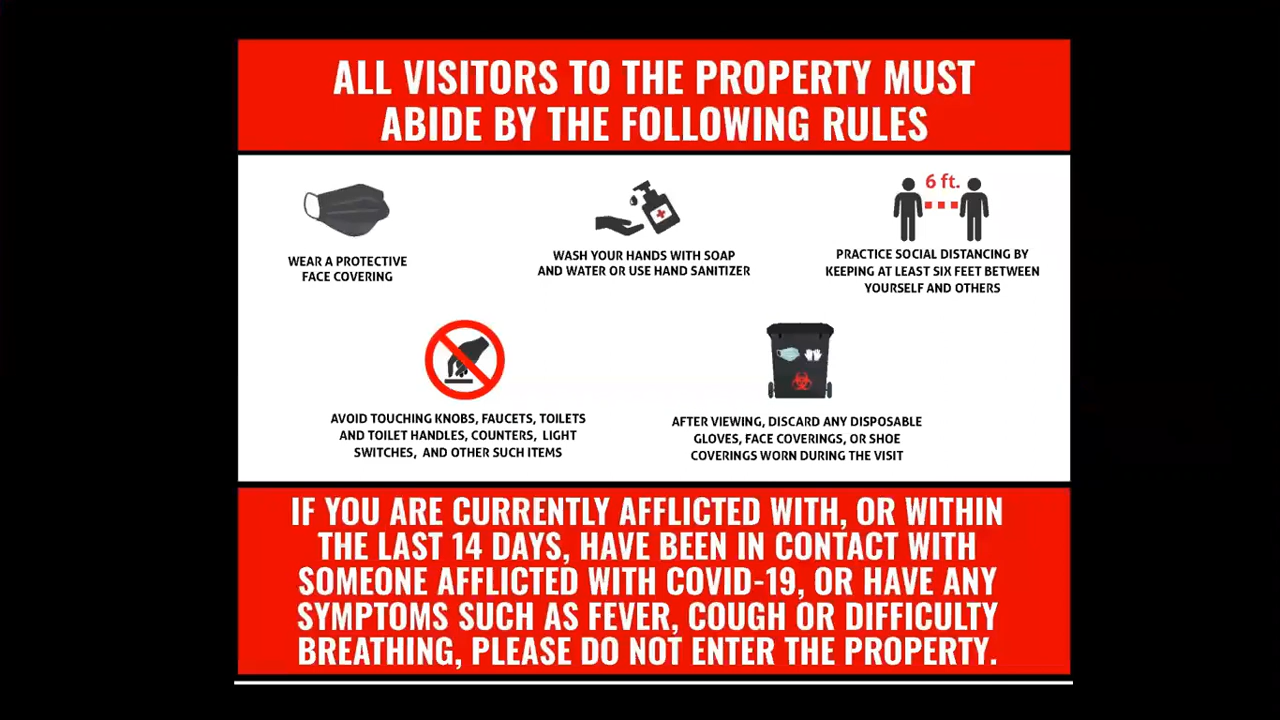 ALL VISITORS TO THE PROPERTY MUST
ABIDE BY THE FOLLOWING RULES
WEAR A PROTECTIVE
FACE COVERING
WASH YOUR HANDS WITH SOAP
AND WATER OR USE HAND SANITIZER
6 ft.
PRACTICE SOCIAL DISTANCING BY
KEEPING AT LEAST SIX FEET BETWEEN
YOURSELF AND OTHERS
AVOID TOUCHING KNOBS, FAUCETS, TOILETS
AND TOILET HANDLES, COUNTERS, LIGHT
SWITCHES, AND OTHER SUCH ITEMS
AFTER VIEWING, DISCARD ANY DISPOSABLE
GLOVES, FACE COVERINGS, OR SHOE
COVERINGS WORN DURING THE VISIT
IF YOU ARE CURRENTLY AFFLICTED WITH, OR WITHIN
THE LAST 14 DAYS, HAVE BEEN IN CONTACT WITH
SOMEONE AFFLICTED WITH COVID-19, OR HAVE ANY
SYMPTOMS SUCH AS FEVER, COUGH OR DIFFICULTY
BREATHING, PLEASE DO NOT ENTER THE PROPERTY.